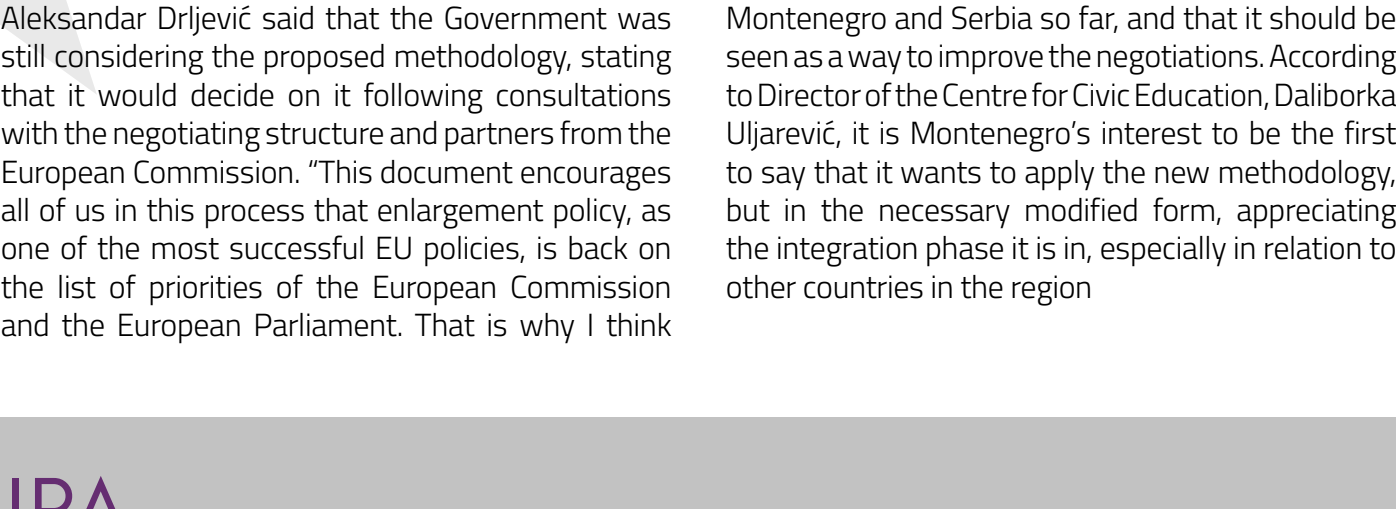 Aleksandar Drljević said that the Government was
still considering the proposed methodology, stating
that it would decide on it following consultations
with the negotiating structure and partners from the
European Commission. “This document encourages
all of us in this process that enlargement policy, as
one of the most successful EU policies, is back on
the list of priorities of the European Commission
and the European Parliament. That is why I think
Montenegro and Serbia so far, and that it should be
seen as a way to improve the negotiations. According
to Director of the Centre for Civic Education, Daliborka
Uljarević, it is Montenegro’s interest to be the first
to say that it wants to apply the new methodology,
but in the necessary modified form, appreciating
the integration phase it is in, especially in relation to
other countries in the region